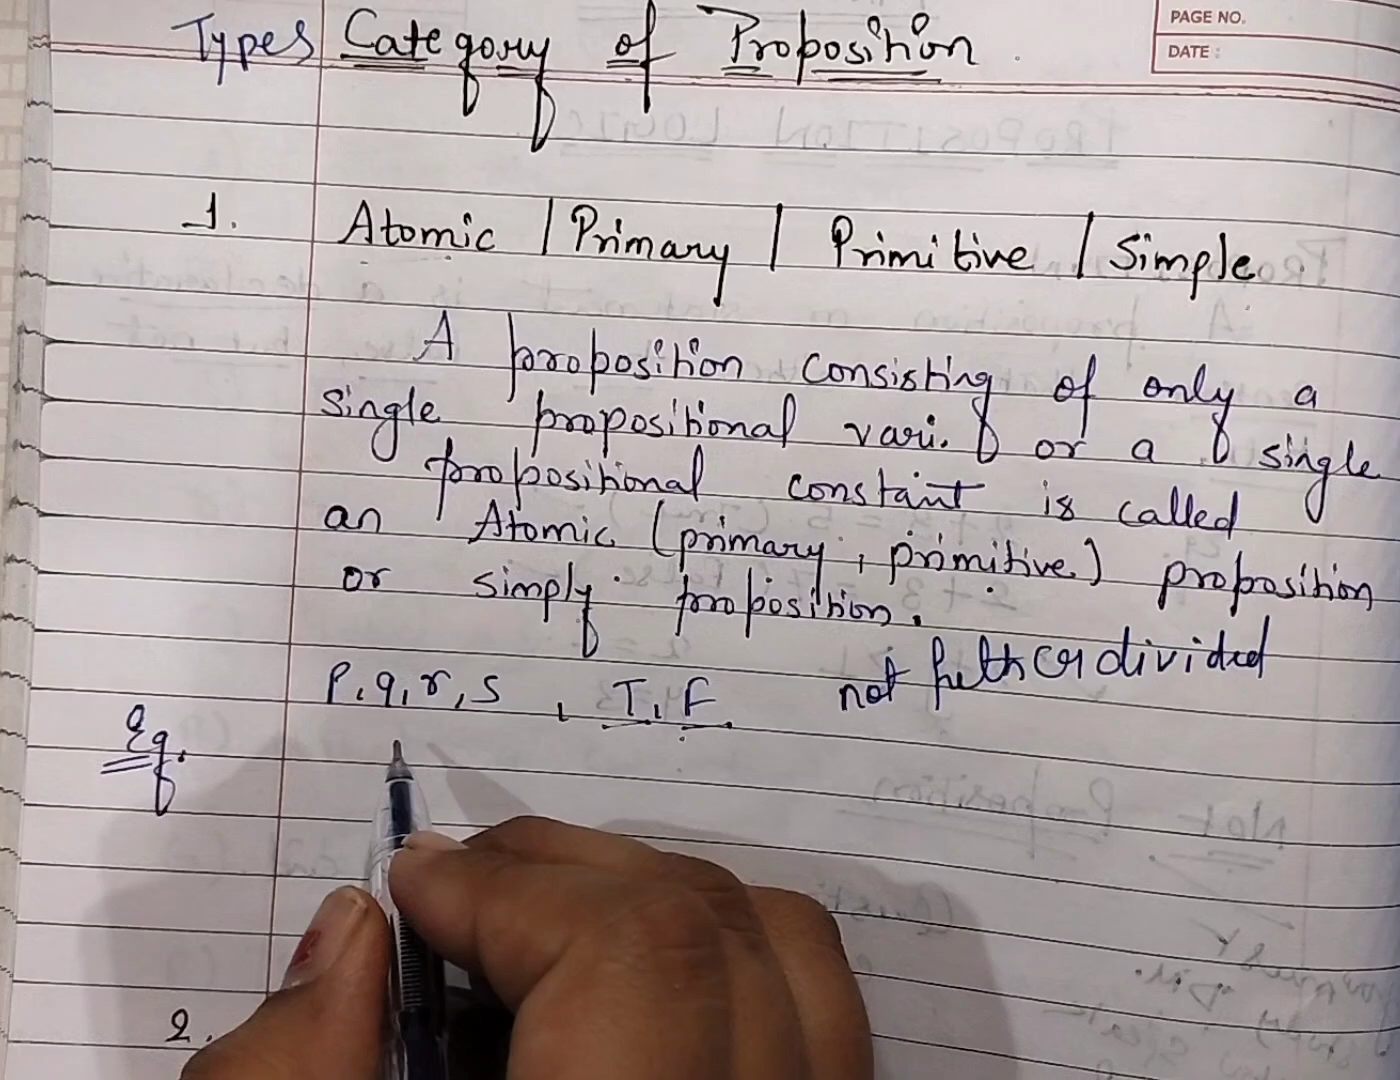 PAGE NO.
DATE :
Types Category of Proposition.
1. Atomic | Primary | Primitive | Simple
A proposition consisting of only a
single propositional vari. or a single
propositional constant is called
an Atomic (primary, primitive) proposition
or simply proposition.
p, q, r, s, T, F. not divided
Eg.
2.